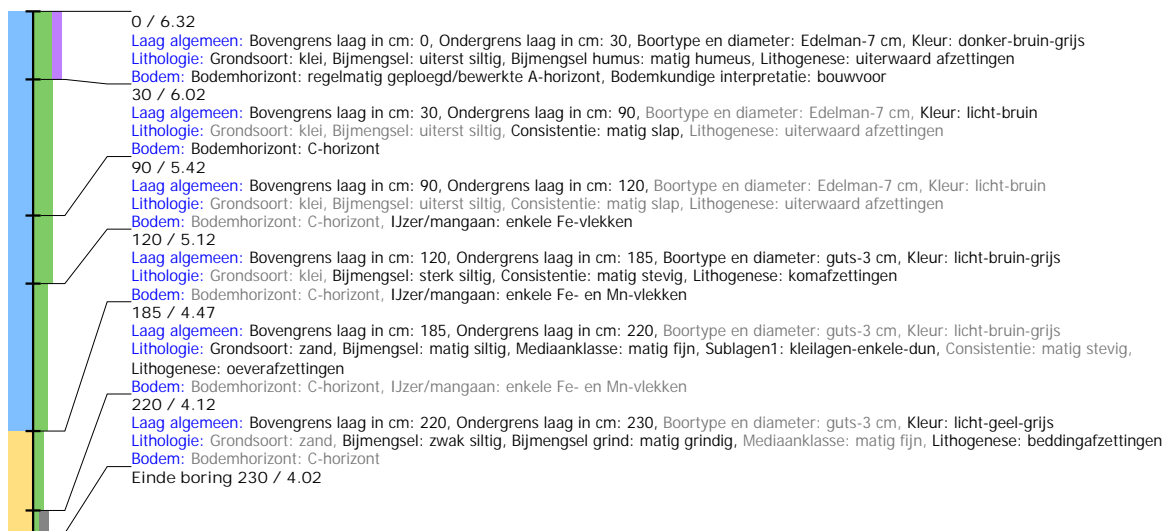 0 / 6.32
Laag algemeen: Bovengrens laag in cm: 0, Ondergrens laag in cm: 30, Boortype en diameter: Edelman-7 cm, Kleur: donker-bruin-grijs
Lithologie: Grondsoort: klei, Bijmengsel: uiterst siltig, Bijmengsel humus: matig humeus, Lithogenese: uiterwaard afzettingen
Bodem: Bodemhorizont: regelmatig geploegd/bewerkte A-horizont, Bodemkundige interpretatie: bouwvoor
30 / 6.02
Laag algemeen: Bovengrens laag in cm: 30, Ondergrens laag in cm: 90, Boortype en diameter: Edelman-7 cm, Kleur: licht-bruin
Lithologie: Grondsoort: klei, Bijmengsel: uiterst siltig, Consistentie: matig slap, Lithogenese: uiterwaard afzettingen
Bodem: Bodemhorizont: C-horizont
90 / 5.42
Laag algemeen: Bovengrens laag in cm: 90, Ondergrens laag in cm: 120, Boortype en diameter: Edelman-7 cm, Kleur: licht-bruin
Lithologie: Grondsoort: klei, Bijmengsel: uiterst siltig, Consistentie: matig slap, Lithogenese: uiterwaard afzettingen
Bodem: Bodemhorizont: C-horizont, IJzer/mangaan: enkele Fe-vlekken
120 / 5.12
Laag algemeen: Bovengrens laag in cm: 120, Ondergrens laag in cm: 185, Boortype en diameter: guts-3 cm, Kleur: licht-bruin-grijs
Lithologie: Grondsoort: klei, Bijmengsel: sterk siltig, Consistentie: matig stevig, Lithogenese: komafzettingen
Bodem: Bodemhorizont: C-horizont, IJzer/mangaan: enkele Fe- en Mn-vlekken
185 / 4.47
Laag algemeen: Bovengrens laag in cm: 185, Ondergrens laag in cm: 220, Boortype en diameter: guts-3 cm, Kleur: licht-bruin-grijs
Lithologie: Grondsoort: zand, Bijmengsel: matig siltig, Mediaanklasse: matig fijn, Sublagen1: kleilagen-enkele-dun, Consistentie: matig stevig,
Lithogenese: oeverafzettingen
Bodem: Bodemhorizont: C-horizont, IJzer/mangaan: enkele Fe- en Mn-vlekken
220 / 4.12
Laag algemeen: Bovengrens laag in cm: 220, Ondergrens laag in cm: 230, Boortype en diameter: guts-3 cm, Kleur: licht-geel-grijs
Lithologie: Grondsoort: zand, Bijmengsel: zwak siltig, Bijmengsel grind: matig grindig, Mediaanklasse: matig fijn, Lithogenese: beddingafzettingen
Bodem: Bodemhorizont: C-horizont
Einde boring 230 / 4.02